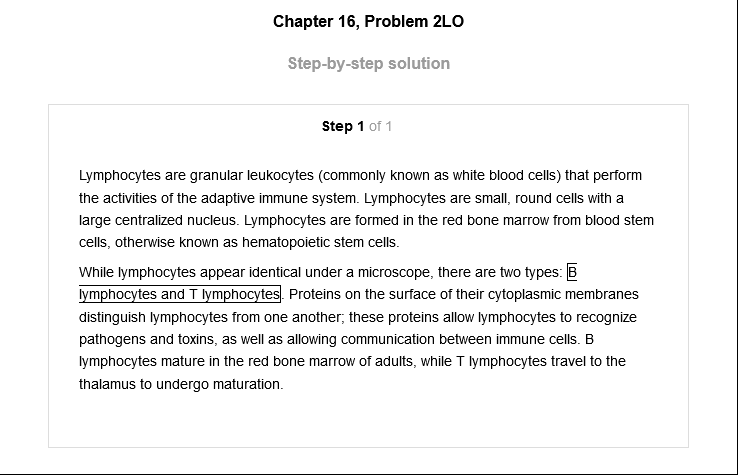 Chapter 16, Problem 2LO
Step-by-step solution
Step 1 of 1
Lymphocytes are granular leukocytes (commonly known as white blood cells) that perform
the activities of the adaptive immune system. Lymphocytes are small, round cells with a
large centralized nucleus. Lymphocytes are formed in the red bone marrow from blood stem
cells, otherwise known as hematopoietic stem cells.
While lymphocytes appear identical under a microscope, there are two types: B
lymphocytes and T lymphocytes. Proteins on the surface of their cytoplasmic membranes
distinguish lymphocytes from one another; these proteins allow lymphocytes to recognize
pathogens and toxins, as well as allowing communication between immune cells. B
lymphocytes mature in the red bone marrow of adults, while T lymphocytes travel to the
thalamus to undergo maturation.